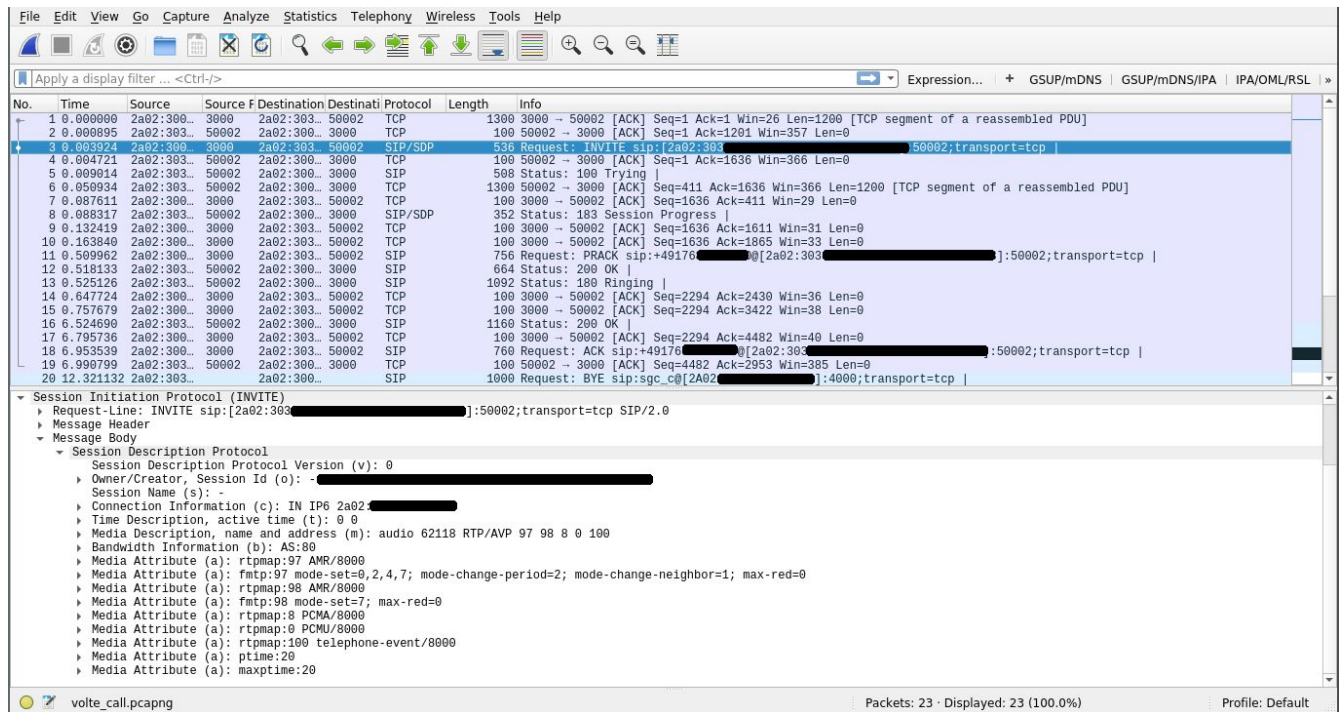 File Edit View Go Capture Analyze Statistics Telephony Wireless Tools Help
Apply a display filter ... <Ctrl-/> Expression... + GSUP/mDNS GSUP/mDNS/IPA IPA/OML/RSL »
No. Time Source Source F Destination Destinati Protocol Length Info
1 0.000000 2a02:300… 3000 2a02:303… 50002 TCP 1300 3000 → 50002 [ACK] Seq=1 Ack=1 Win=26 Len=1200 [TCP segment of a reassembled PDU]
2 0.000895 2a02:303… 50002 2a02:300… 3000 TCP 100 50002 → 3000 [ACK] Seq=1 Ack=1201 Win=357 Len=0
3 0.003924 2a02:300… 3000 2a02:303… 50002 SIP/SDP 536 Request: INVITE sip:[2a02:303 50002;transport=tcp |
4 0.004721 2a02:303… 50002 2a02:300… 3000 TCP 100 50002 → 3000 [ACK] Seq=1 Ack=1636 Win=366 Len=0
5 0.009014 2a02:303… 50002 2a02:300… 3000 SIP 508 Status: 100 Trying |
6 0.050934 2a02:303… 50002 2a02:300… 3000 TCP 1300 50002 → 3000 [ACK] Seq=411 Ack=1636 Win=366 Len=1200 [TCP segment of a reassembled PDU]
7 0.087611 2a02:300… 3000 2a02:303… 50002 TCP 100 3000 → 50002 [ACK] Seq=1636 Ack=411 Win=29 Len=0
8 0.088317 2a02:303… 50002 2a02:300… 3000 SIP/SDP 352 Status: 183 Session Progress |
9 0.132419 2a02:300… 3000 2a02:303… 50002 TCP 100 3000 → 50002 [ACK] Seq=1636 Ack=1611 Win=31 Len=0
10 0.163840 2a02:300… 3000 2a02:303… 50002 TCP 100 3000 → 50002 [ACK] Seq=1636 Ack=1865 Win=33 Len=0
11 0.509962 2a02:300… 3000 2a02:303… 50002 SIP 756 Request: PRACK sip:+49176 @[2a02:303 ]:50002;transport=tcp |
12 0.518133 2a02:303… 50002 2a02:300… 3000 SIP 664 Status: 200 OK |
13 0.525126 2a02:303… 50002 2a02:300… 3000 SIP 1092 Status: 180 Ringing |
14 0.647724 2a02:300… 3000 2a02:303… 50002 TCP 100 3000 → 50002 [ACK] Seq=2294 Ack=2430 Win=36 Len=0
15 0.757679 2a02:300… 3000 2a02:303… 50002 TCP 100 3000 → 50002 [ACK] Seq=2294 Ack=3422 Win=38 Len=0
16 6.524690 2a02:303… 50002 2a02:300… 3000 SIP 1160 Status: 200 OK |
17 6.795736 2a02:300… 3000 2a02:303… 50002 TCP 100 3000 → 50002 [ACK] Seq=2294 Ack=4482 Win=40 Len=0
18 6.953539 2a02:300… 3000 2a02:303… 50002 SIP 760 Request: ACK sip:+49176 @[2a02:303 ]:50002;transport=tcp |
19 6.990799 2a02:303… 50002 2a02:300… 3000 TCP 100 50002 → 3000 [ACK] Seq=4482 Ack=2953 Win=385 Len=0
20 12.321132 2a02:303… 2a02:300… SIP 1000 Request: BYE sip:sgc_c@[2A02 ]:4000;transport=tcp |
Session Initiation Protocol (INVITE)
Request-Line: INVITE sip:[2a02:303 ]:50002;transport=tcp SIP/2.0
Message Header
Message Body
Session Description Protocol
Session Description Protocol Version (v): 0
Owner/Creator, Session Id (o): -
Session Name (s): -
Connection Information (c): IN IP6 2a02:
Time Description, active time (t): 0 0
Media Description, name and address (m): audio 62118 RTP/AVP 97 98 8 0 100
Bandwidth Information (b): AS:80
Media Attribute (a): rtpmap:97 AMR/8000
Media Attribute (a): fmtp:97 mode-set=0,2,4,7; mode-change-period=2; mode-change-neighbor=1; max-red=0
Media Attribute (a): rtpmap:98 AMR/8000
Media Attribute (a): fmtp:98 mode-set=7; max-red=0
Media Attribute (a): rtpmap:8 PCMA/8000
Media Attribute (a): rtpmap:0 PCMU/8000
Media Attribute (a): rtpmap:100 telephone-event/8000
Media Attribute (a): ptime:20
Media Attribute (a): maxptime:20
volte_call.pcapng Packets: 23 · Displayed: 23 (100.0%) Profile: Default